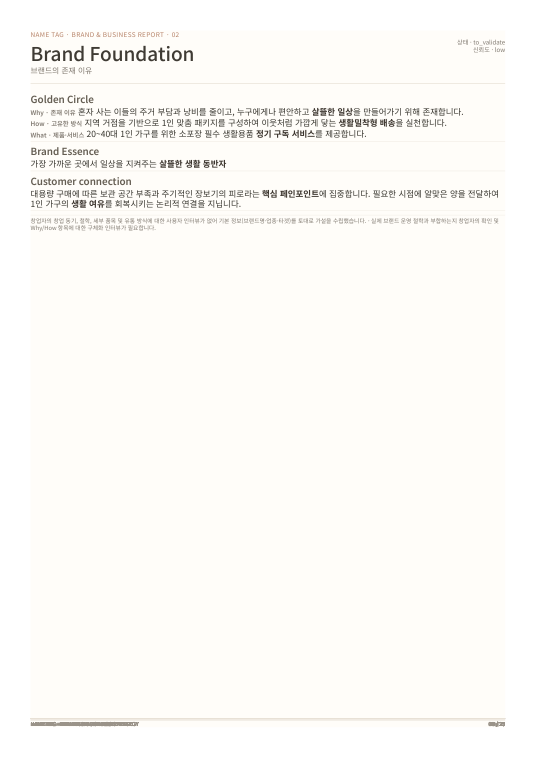 NAME TAG · BRAND & BUSINESS REPORT · 02
상태 · to_validate
신뢰도 · low
Brand Foundation
브랜드의 존재 이유
Golden Circle
Why · 존재 이유 혼자 사는 이들의 주거 부담과 낭비를 줄이고, 누구에게나 편안하고 살뜰한 일상을 만들어가기 위해 존재합니다.
How · 고유한 방식 지역 거점을 기반으로 1인 맞춤 패키지를 구성하여 이웃처럼 가깝게 닿는 생활밀착형 배송을 실천합니다.
What · 제품·서비스 20~40대 1인 가구를 위한 소포장 필수 생활용품 정기 구독 서비스를 제공합니다.
Brand Essence
가장 가까운 곳에서 일상을 지켜주는 살뜰한 생활 동반자
Customer connection
대용량 구매에 따른 보관 공간 부족과 주기적인 장보기의 피로라는 핵심 페인포인트에 집중합니다. 필요한 시점에 알맞은 양을 전달하여
1인 가구의 생활 여유를 회복시키는 논리적 연결을 지닙니다.
창업자의 창업 동기, 철학, 세부 품목 및 유통 방식에 대한 사용자 인터뷰가 없어 기본 정보(브랜드명·업종·타겟)를 토대로 가설을 수립했습니다. · 실제 브랜드 운영 철학과 부합하는지 창업자의 확인 및
Why/How 항목에 대한 구체화 인터뷰가 필요합니다.